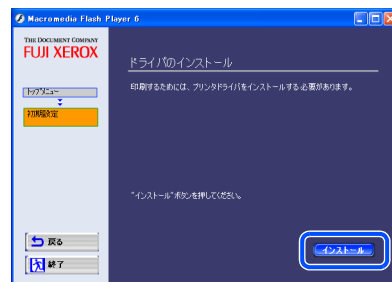 Macromedia Flash Player 6
THE DOCUMENT COMPANY
FUJI XEROX
ドライバのインストール
印刷するためには、プリンタドライバをインストールする必要があります。
トップメニュー
初期設定
"インストール"ボタンを押してください。
戻る
終了
インストール